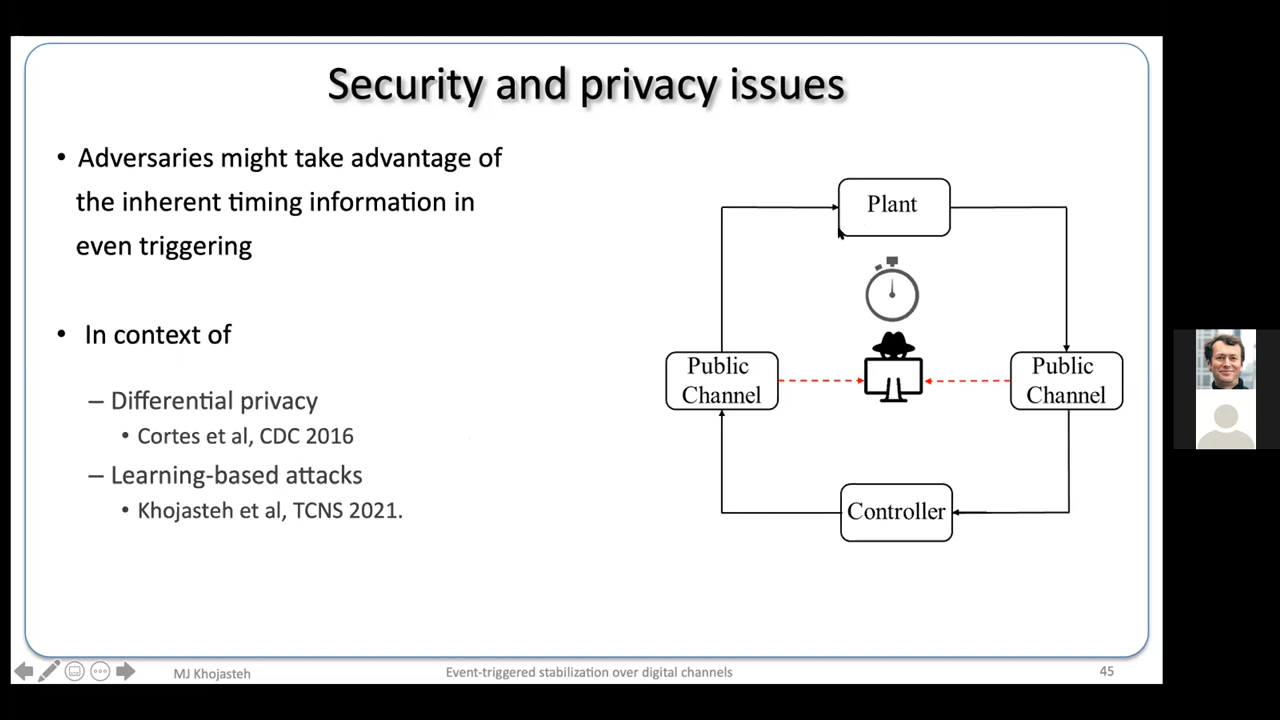 Security and privacy issues
• Adversaries might take advantage of
the inherent timing information in
even triggering
• In context of
– Differential privacy
• Cortes et al, CDC 2016
– Learning-based attacks
• Khojasteh et al, TCNS 2021.
Plant
Public
Channel
Public
Channel
Controller
MJ Khojasteh
Event-triggered stabilization over digital channels
45